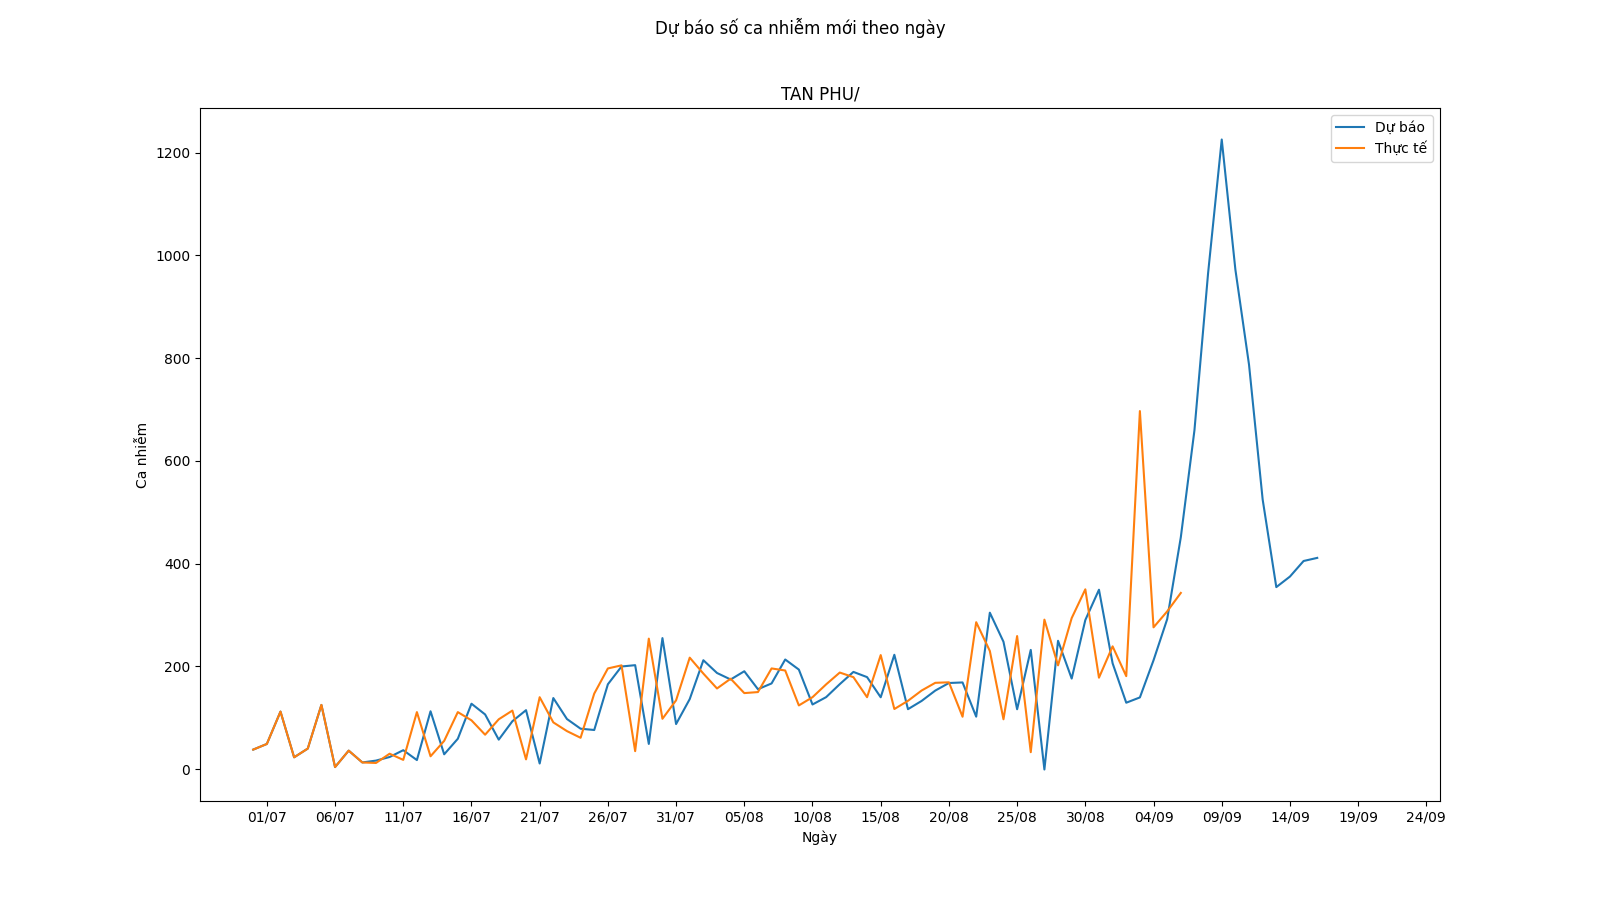 Dự báo số ca nhiễm mới theo ngày
TAN PHU/
Dự báo
Thực tế
1200
1000
800
600
400
200
0
Ca nhiễm
01/07 06/07 11/07 16/07 21/07 26/07 31/07 05/08 10/08 15/08 20/08 25/08 30/08 04/09 09/09 14/09 19/09 24/09
Ngày